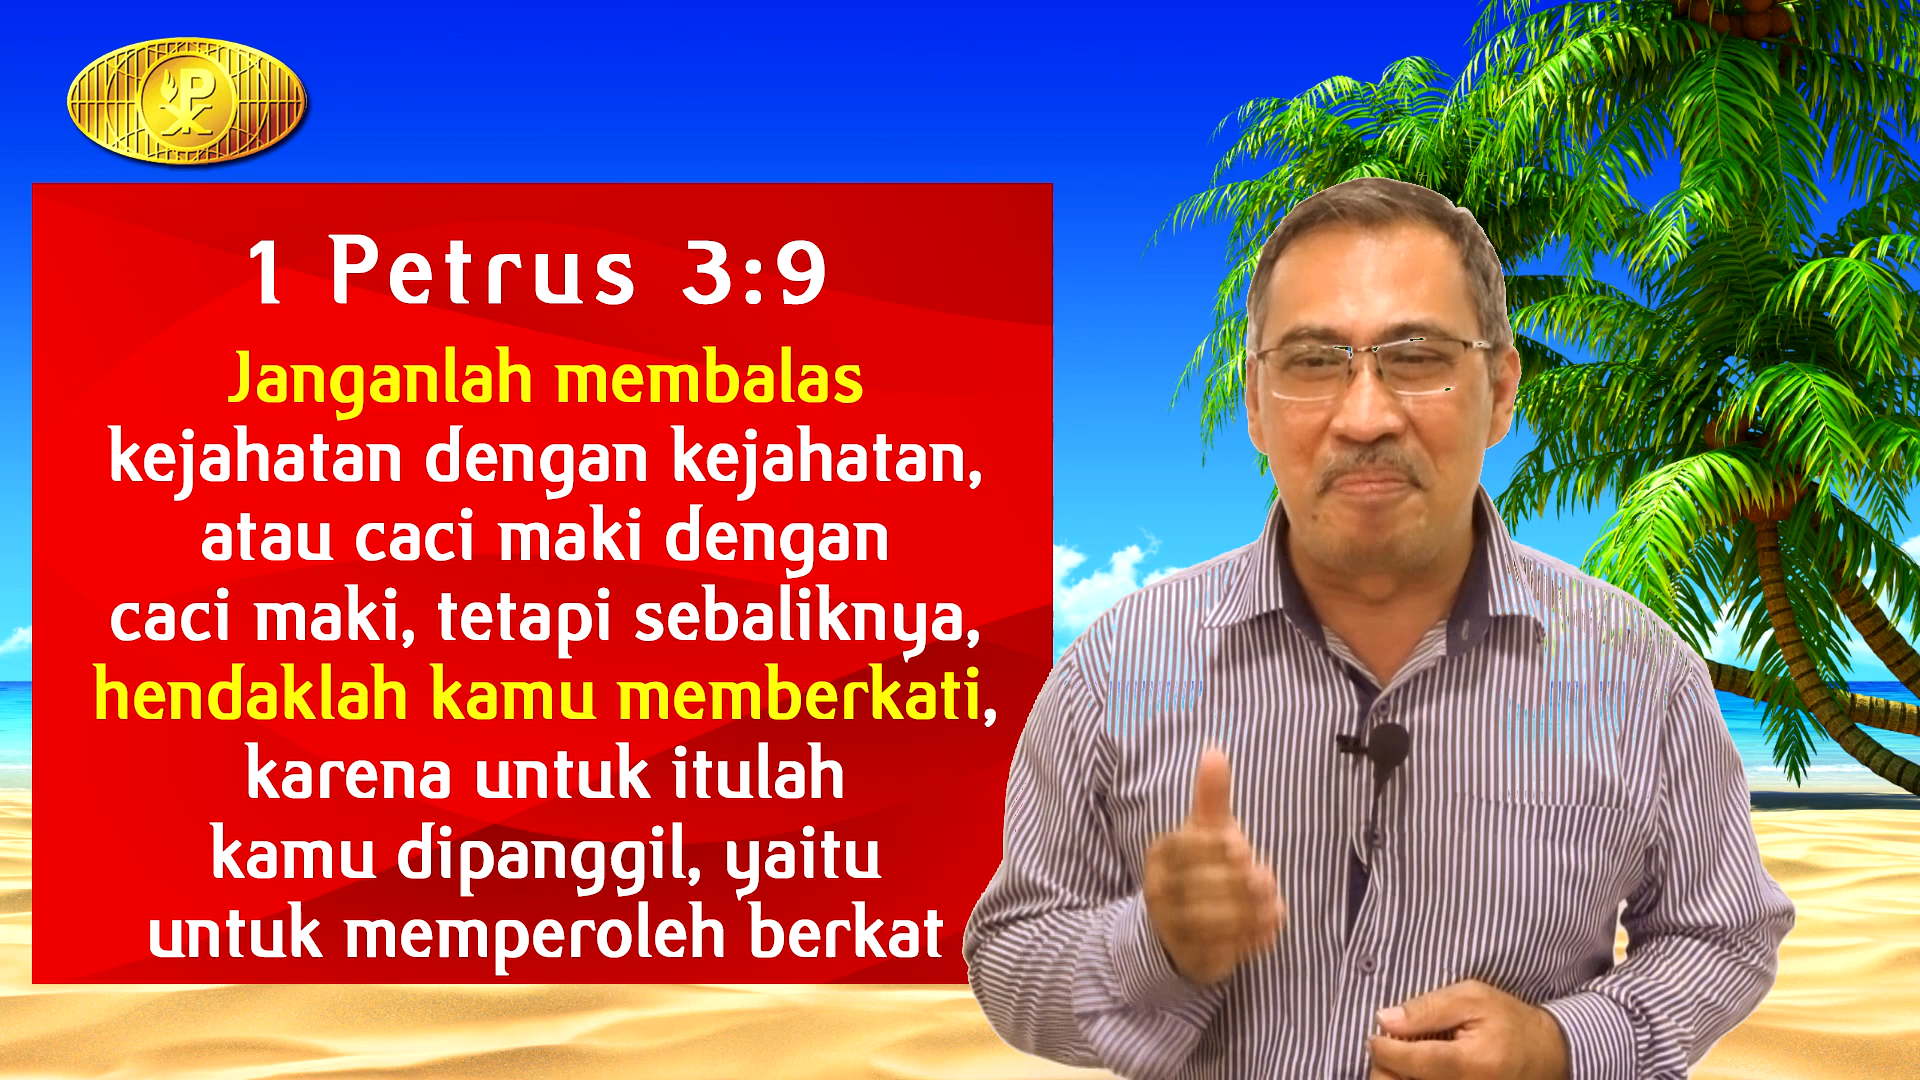 1 Petrus 3:9
Janganlah membalas
kejahatan dengan kejahatan,
atau caci maki dengan
caci maki, tetapi sebaliknya,
hendaklah kamu memberkati,
karena untuk itulah
kamu dipanggil, yaitu
untuk memperoleh berkat